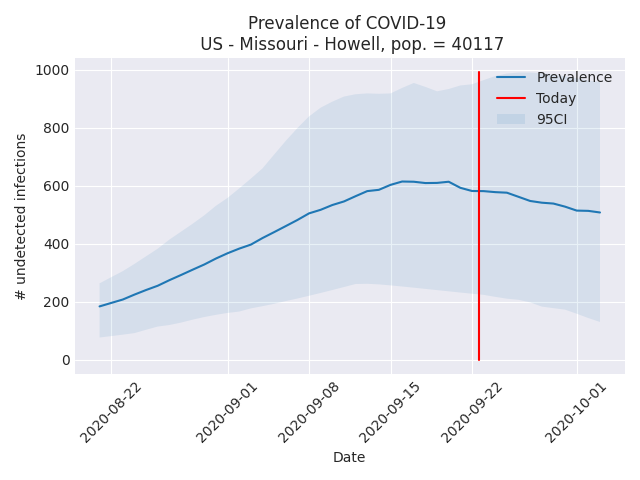 Prevalence of COVID-19
US - Missouri - Howell, pop. = 40117
1000
800
600
400
200
0
# undetected infections
Prevalence
Today
95CI
2020-08-22
2020-09-01
2020-09-08
2020-09-15
2020-09-22
2020-10-01
Date